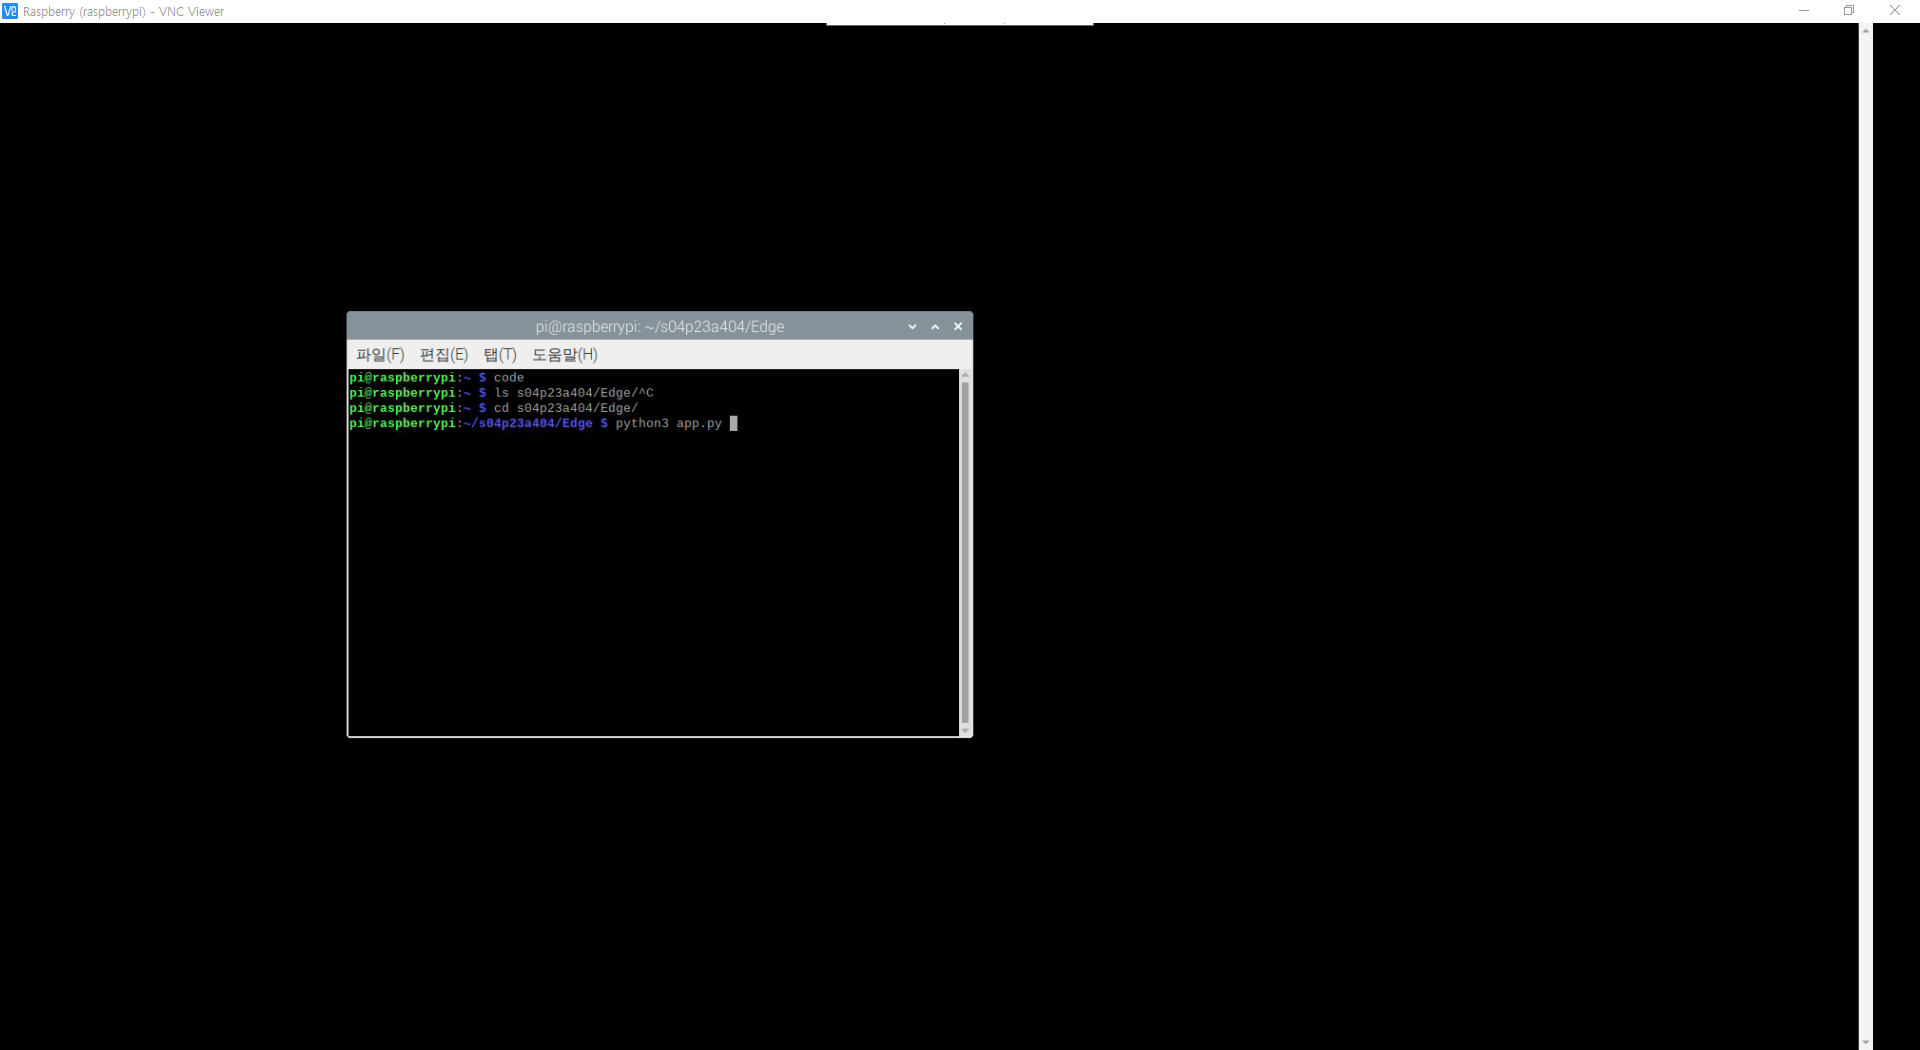 Raspberry (raspberrypi) - VNC Viewer
pi@raspberrypi: ~/s04p23a404/Edge
파일(F) 편집(E) 탭(T) 도움말(H)
pi@raspberrypi:~ $ code
pi@raspberrypi:~ $ ls s04p23a404/Edge/^C
pi@raspberrypi:~ $ cd s04p23a404/Edge/
pi@raspberrypi:~/s04p23a404/Edge $ python3 app.py